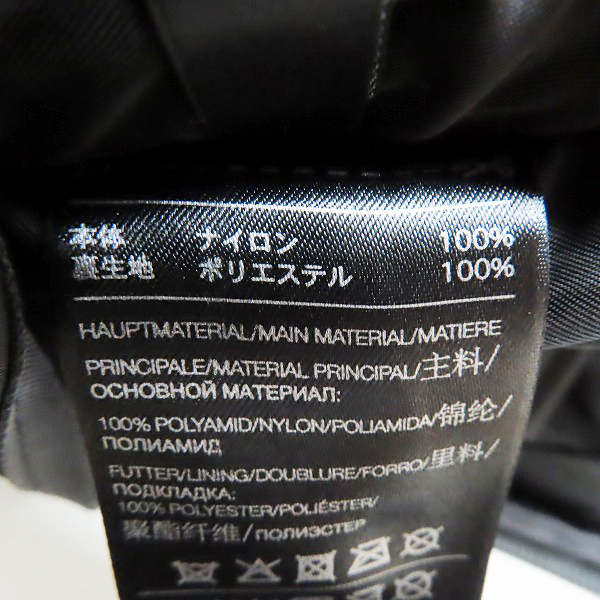 本体 ナイロン 100%
裏生地 ポリエステル 100%
HAUPTMATERIAL/MAIN MATERIAL/MATIERE
PRINCIPALE/MATERIAL PRINCIPAL/主料/
ОСНОВНОЙ МАТЕРИАЛ:
100% POLYAMID/NYLON/POLIAMIDA/锦纶/
ПОЛИАМИД
FUTTER/LINING/DOUBLURE/FORRO/里料/
ПОДКЛАДКА:
100% POLYESTER/POLIÉSTER/
聚酯纤维/ПОЛИЭСТЕР